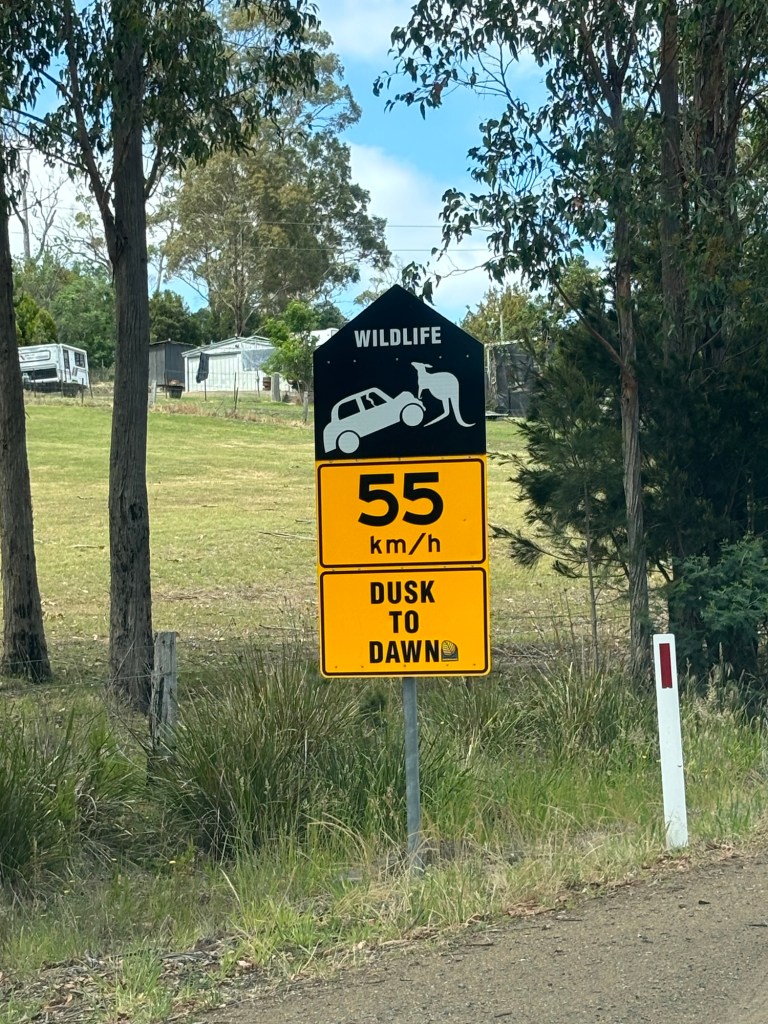 WILDLIFE
55
km/h
DUSK
TO
DAWN